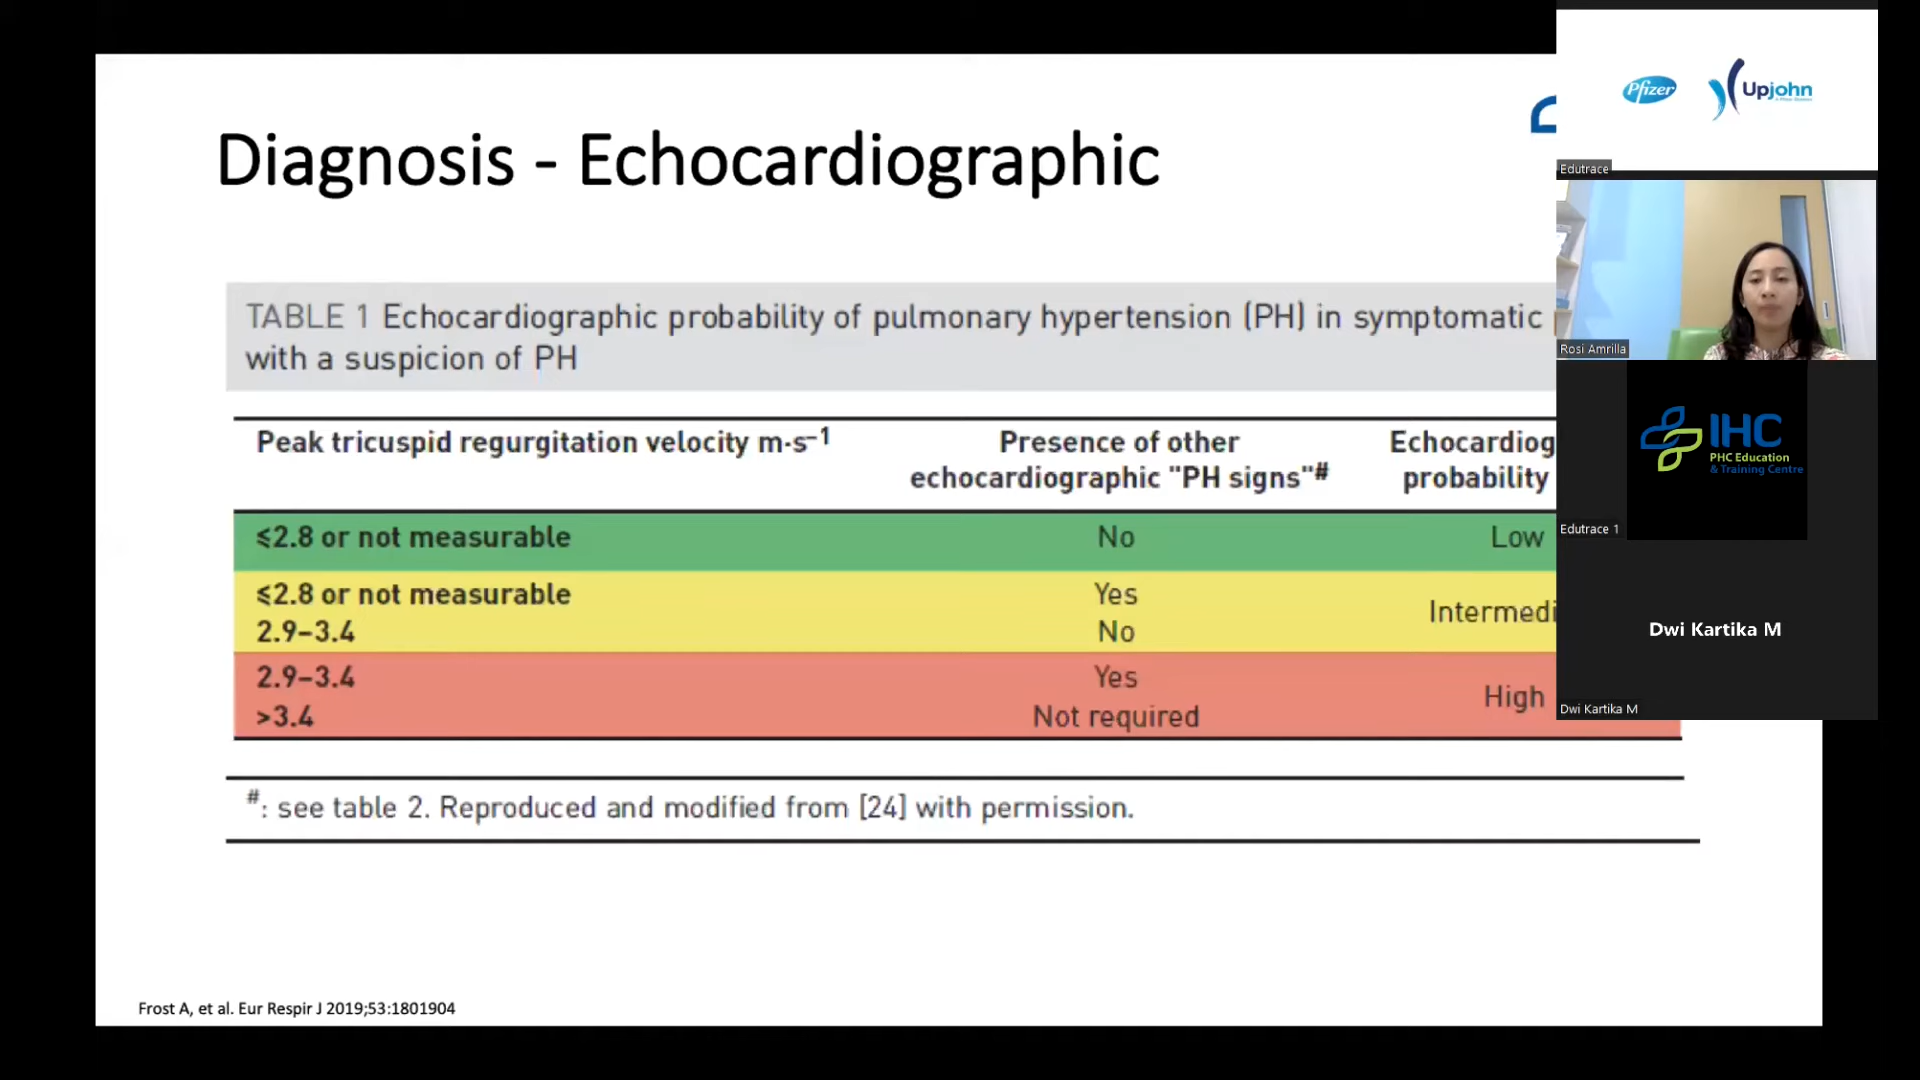 Diagnosis - Echocardiographic
TABLE 1 Echocardiographic probability of pulmonary hypertension (PH) in symptomatic
with a suspicion of PH
Peak tricuspid regurgitation velocity m·s⁻¹
Presence of other
echocardiographic "PH signs"#
Echocardiog
probability
≤2.8 or not measurable No Low
≤2.8 or not measurable Yes
Intermedi
2.9–3.4 No
2.9–3.4 Yes
High
>3.4 Not required
#: see table 2. Reproduced and modified from [24] with permission.
Frost A, et al. Eur Respir J 2019;53:1801904
Pfizer
Upjohn
Edutrace
Rosi Amrilla
IHC
PHC Education
& Training Centre
Edutrace 1
Dwi Kartika M
Dwi Kartika M